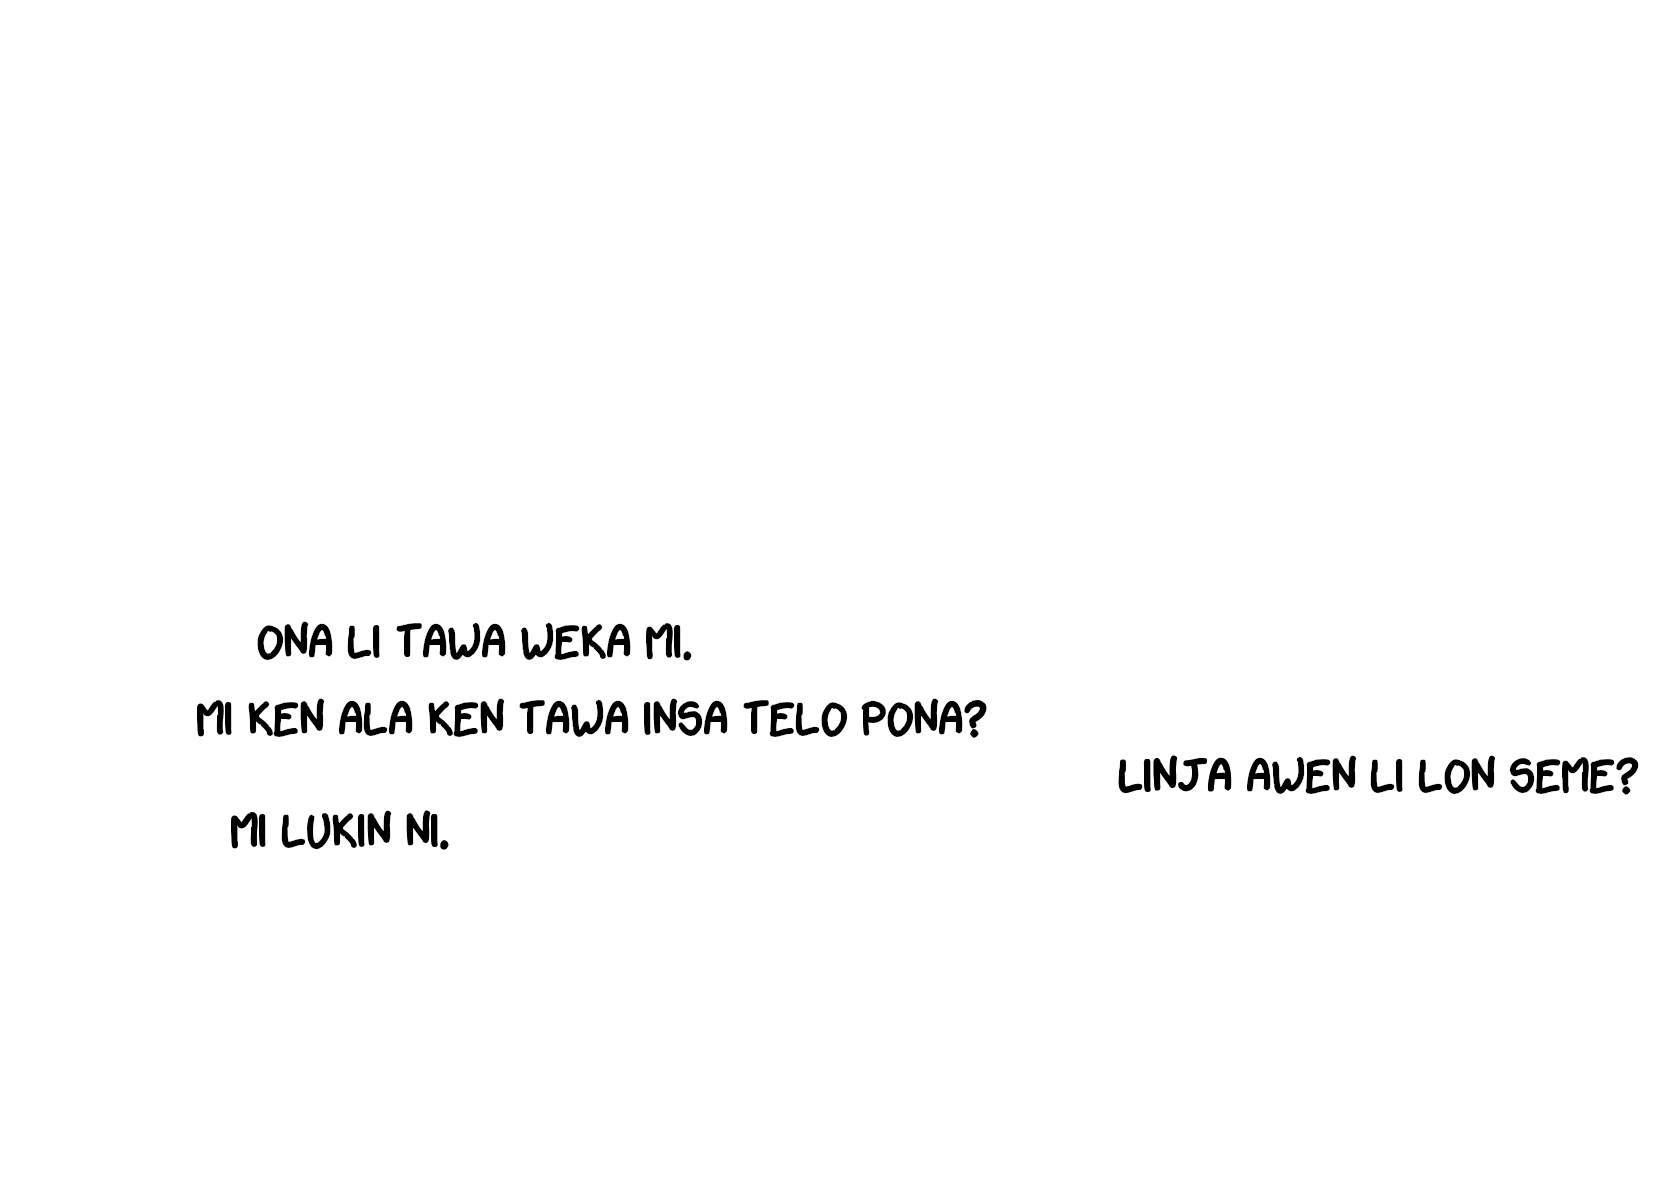 ONA LI TAWA WEKA MI.
MI KEN ALA KEN TAWA INSA TELO PONA?
LINJA AWEN LI LON SEME?
MI LUKIN NI.